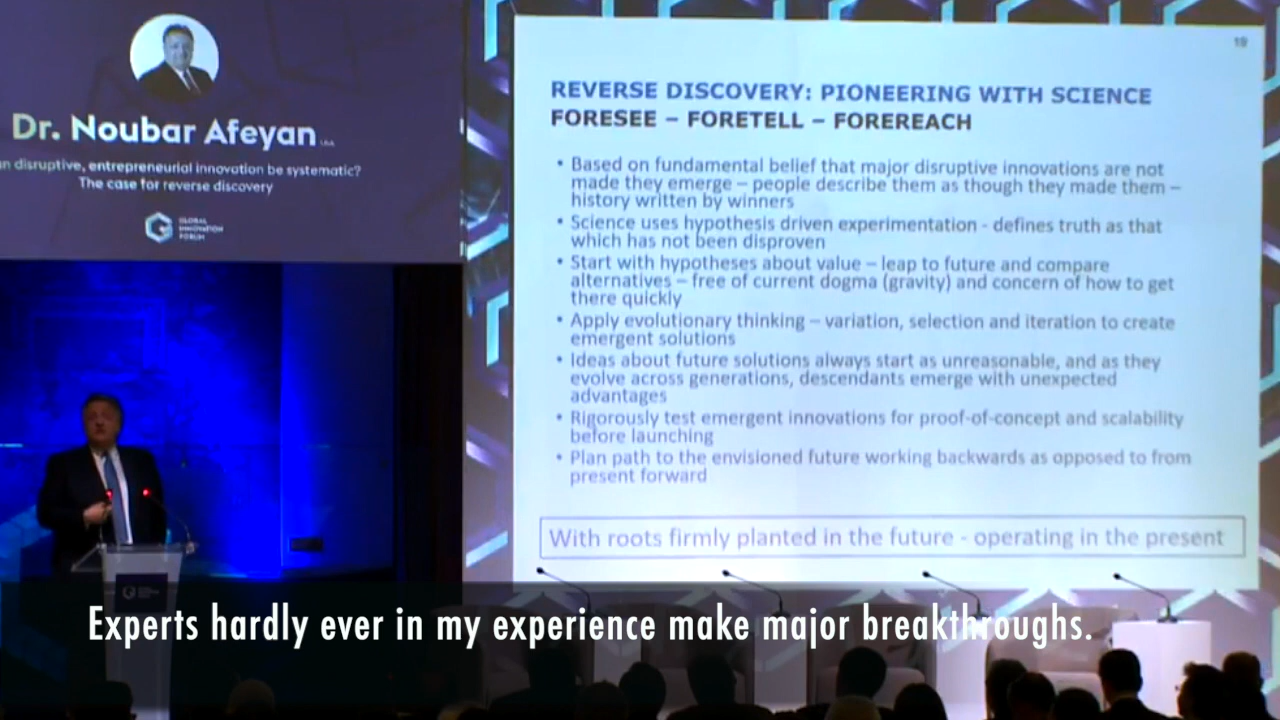 Dr. Noubar Afeyan USA
n disruptive, entrepreneurial innovation be systematic?
The case for reverse discovery
GLOBAL
INNOVATION
FORUM
19
REVERSE DISCOVERY: PIONEERING WITH SCIENCE
FORESEE – FORETELL – FOREREACH
• Based on fundamental belief that major disruptive innovations are not
made they emerge – people describe them as though they made them –
history written by winners
• Science uses hypothesis driven experimentation - defines truth as that
which has not been disproven
• Start with hypotheses about value – leap to future and compare
alternatives – free of current dogma (gravity) and concern of how to get
there quickly
• Apply evolutionary thinking – variation, selection and iteration to create
emergent solutions
• Ideas about future solutions always start as unreasonable, and as they
evolve across generations, descendants emerge with unexpected
advantages
• Rigorously test emergent innovations for proof-of-concept and scalability
before launching
• Plan path to the envisioned future working backwards as opposed to from
present forward
With roots firmly planted in the future - operating in the present
Experts hardly ever in my experience make major breakthroughs.